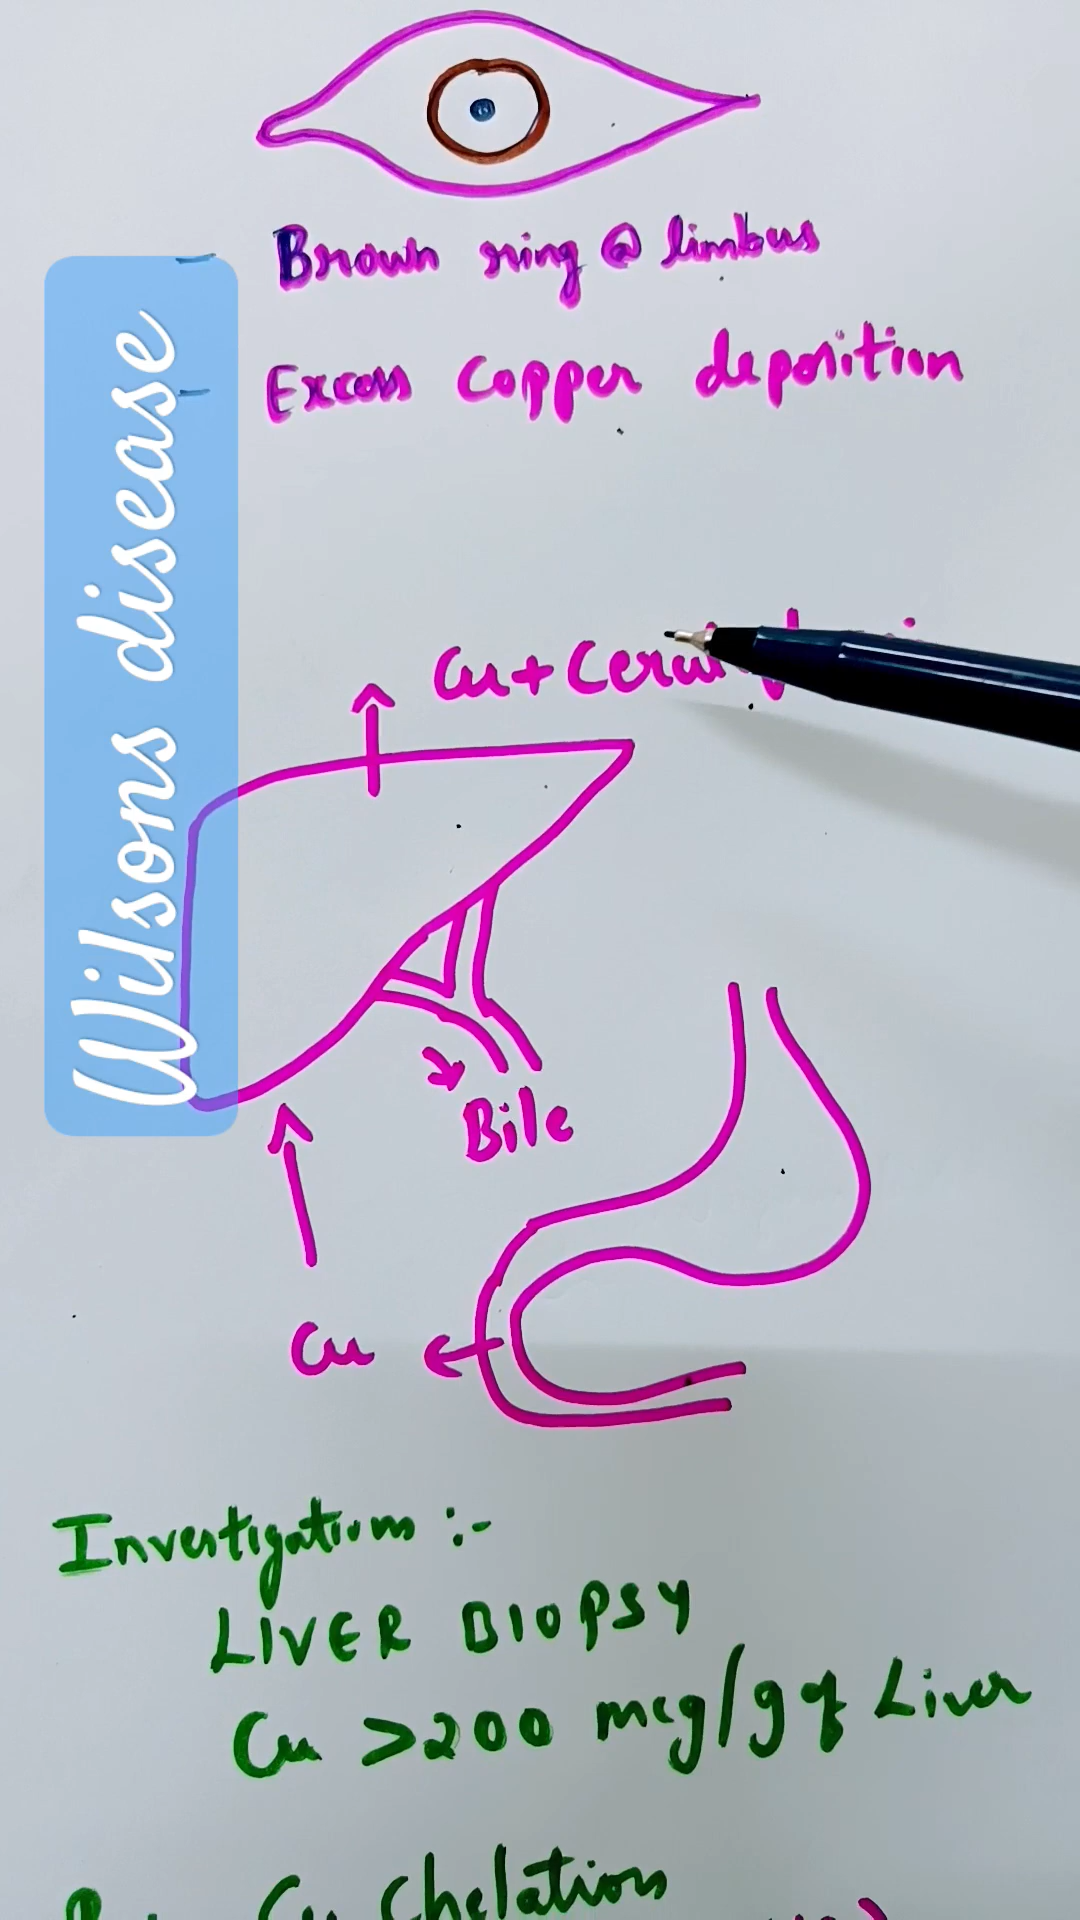 Brown ring @ limbus
Excess Copper deposition
Wilsons disease
Cu +
Bile
Cu
Investigations :-
LIVER BIOPSY
Cu >200 mcg/g of Liver
Cu Chelation